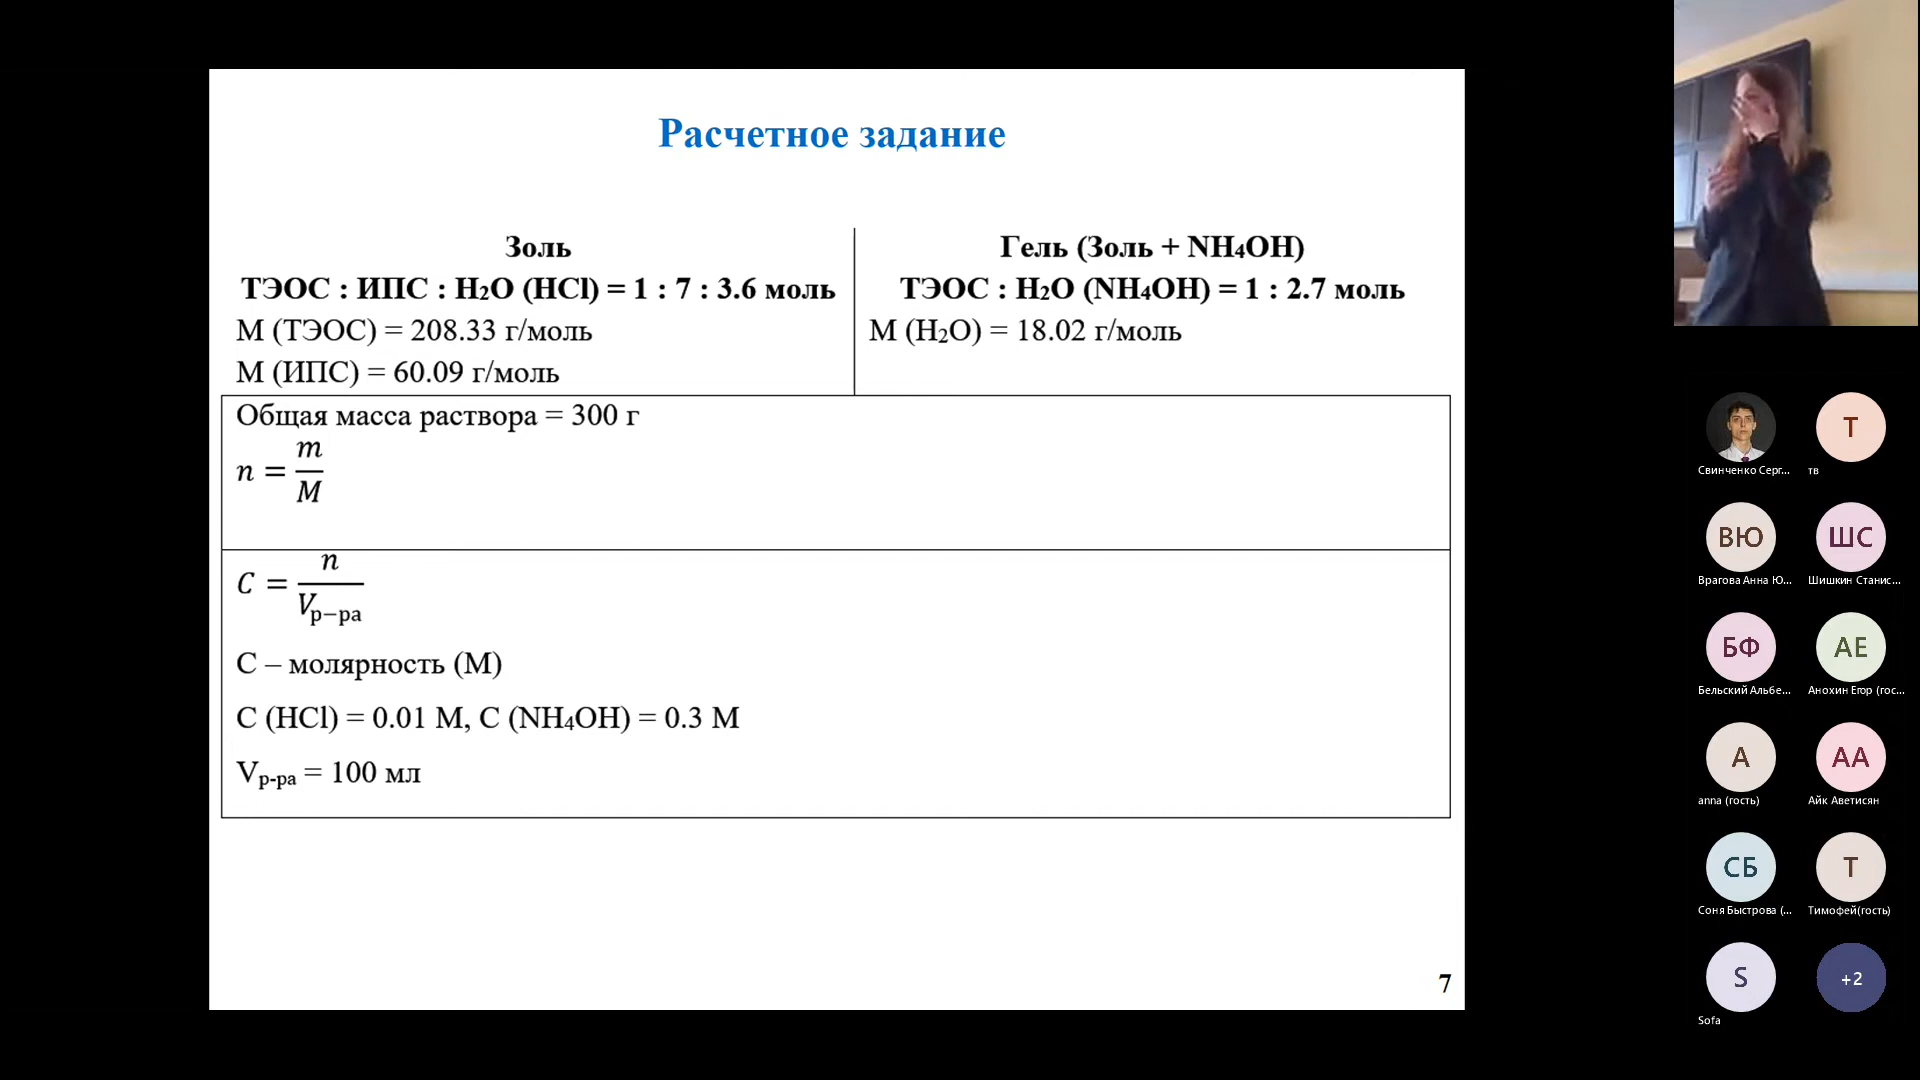 Расчетное задание
Золь
ТЭОС : ИПС : H₂O (HCl) = 1 : 7 : 3.6 моль
М (ТЭОС) = 208.33 г/моль
М (ИПС) = 60.09 г/моль
Гель (Золь + NH₄OH)
ТЭОС : H₂O (NH₄OH) = 1 : 2.7 моль
М (H₂O) = 18.02 г/моль
Общая масса раствора = 300 г
n = m/M
C = n/Vр−ра
С – молярность (М)
С (HCl) = 0.01 М, С (NH₄OH) = 0.3 М
Vр-ра = 100 мл
7
Свинченко Серг...
Т
тв
ВЮ
Врагова Анна Ю...
ШС
Шишкин Станис...
БФ
Бельский Альбе...
АЕ
Анохин Егор (гос...
А
anna (гость)
АА
Айк Аветисян
СБ
Соня Быстрова (...
Т
Тимофей(гость)
S
Sofa
+2